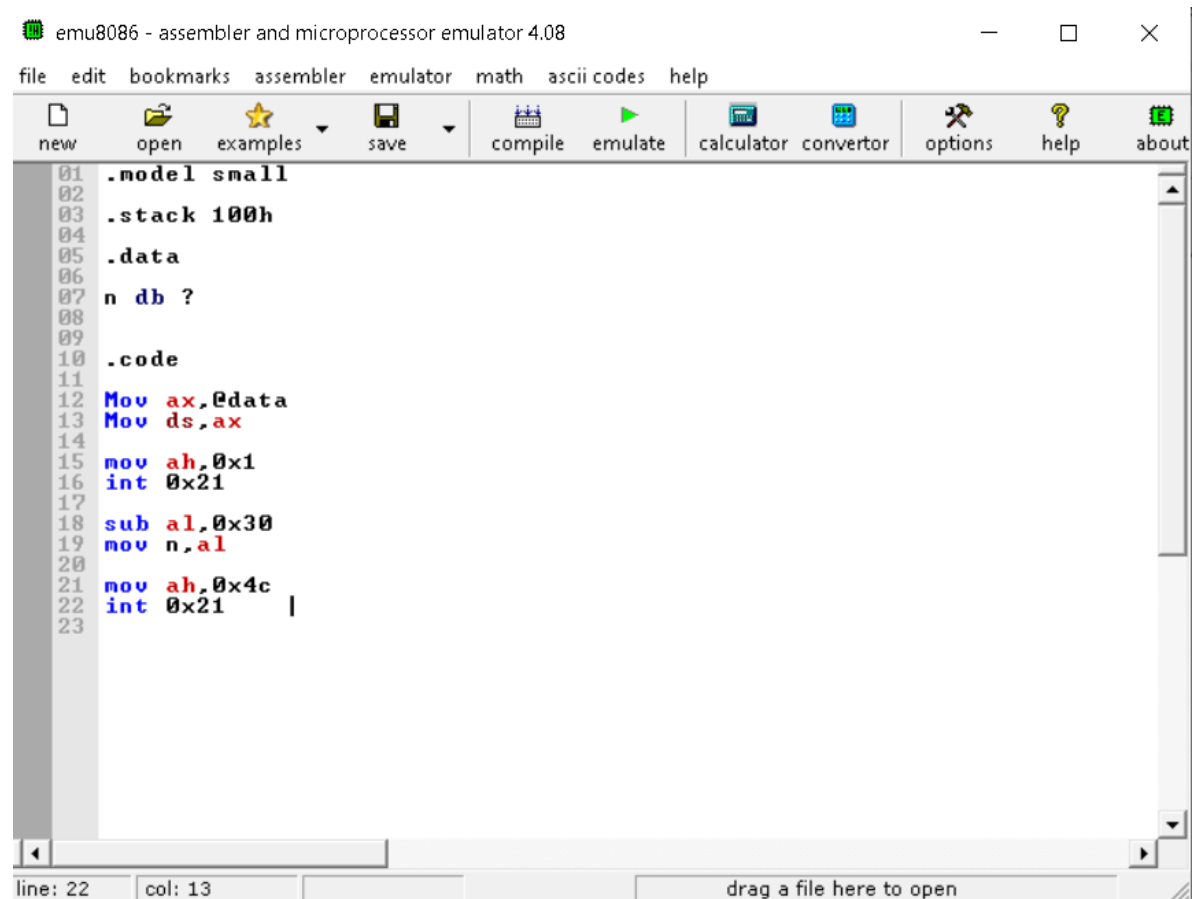 emu8086 - assembler and microprocessor emulator 4.08
file edit bookmarks assembler emulator math ascii codes help
new open examples save compile emulate calculator convertor options help about
01 .model small
02
03 .stack 100h
04
05 .data
06
07 n db ?
08
09
10 .code
11
12 Mov ax,@data
13 Mov ds,ax
14
15 mov ah,0x1
16 int 0x21
17
18 sub al,0x30
19 mov n,al
20
21 mov ah,0x4c
22 int 0x21
23
line: 22 col: 13 drag a file here to open